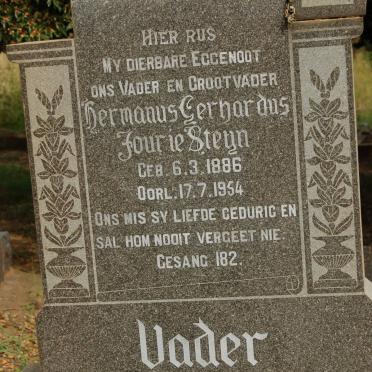 HIER RUS
MY DIERBARE EGGENOOT
ONS VADER EN GROOTVADER
Hermanus Gerhardus
Fourie Steyn
GEB. 6.3.1886
OORL. 17.7.1954
ONS MIS SY LIEFDE GEDURIG EN
SAL HOM NOOIT VERGEET NIE.
GESANG 182.
Vader